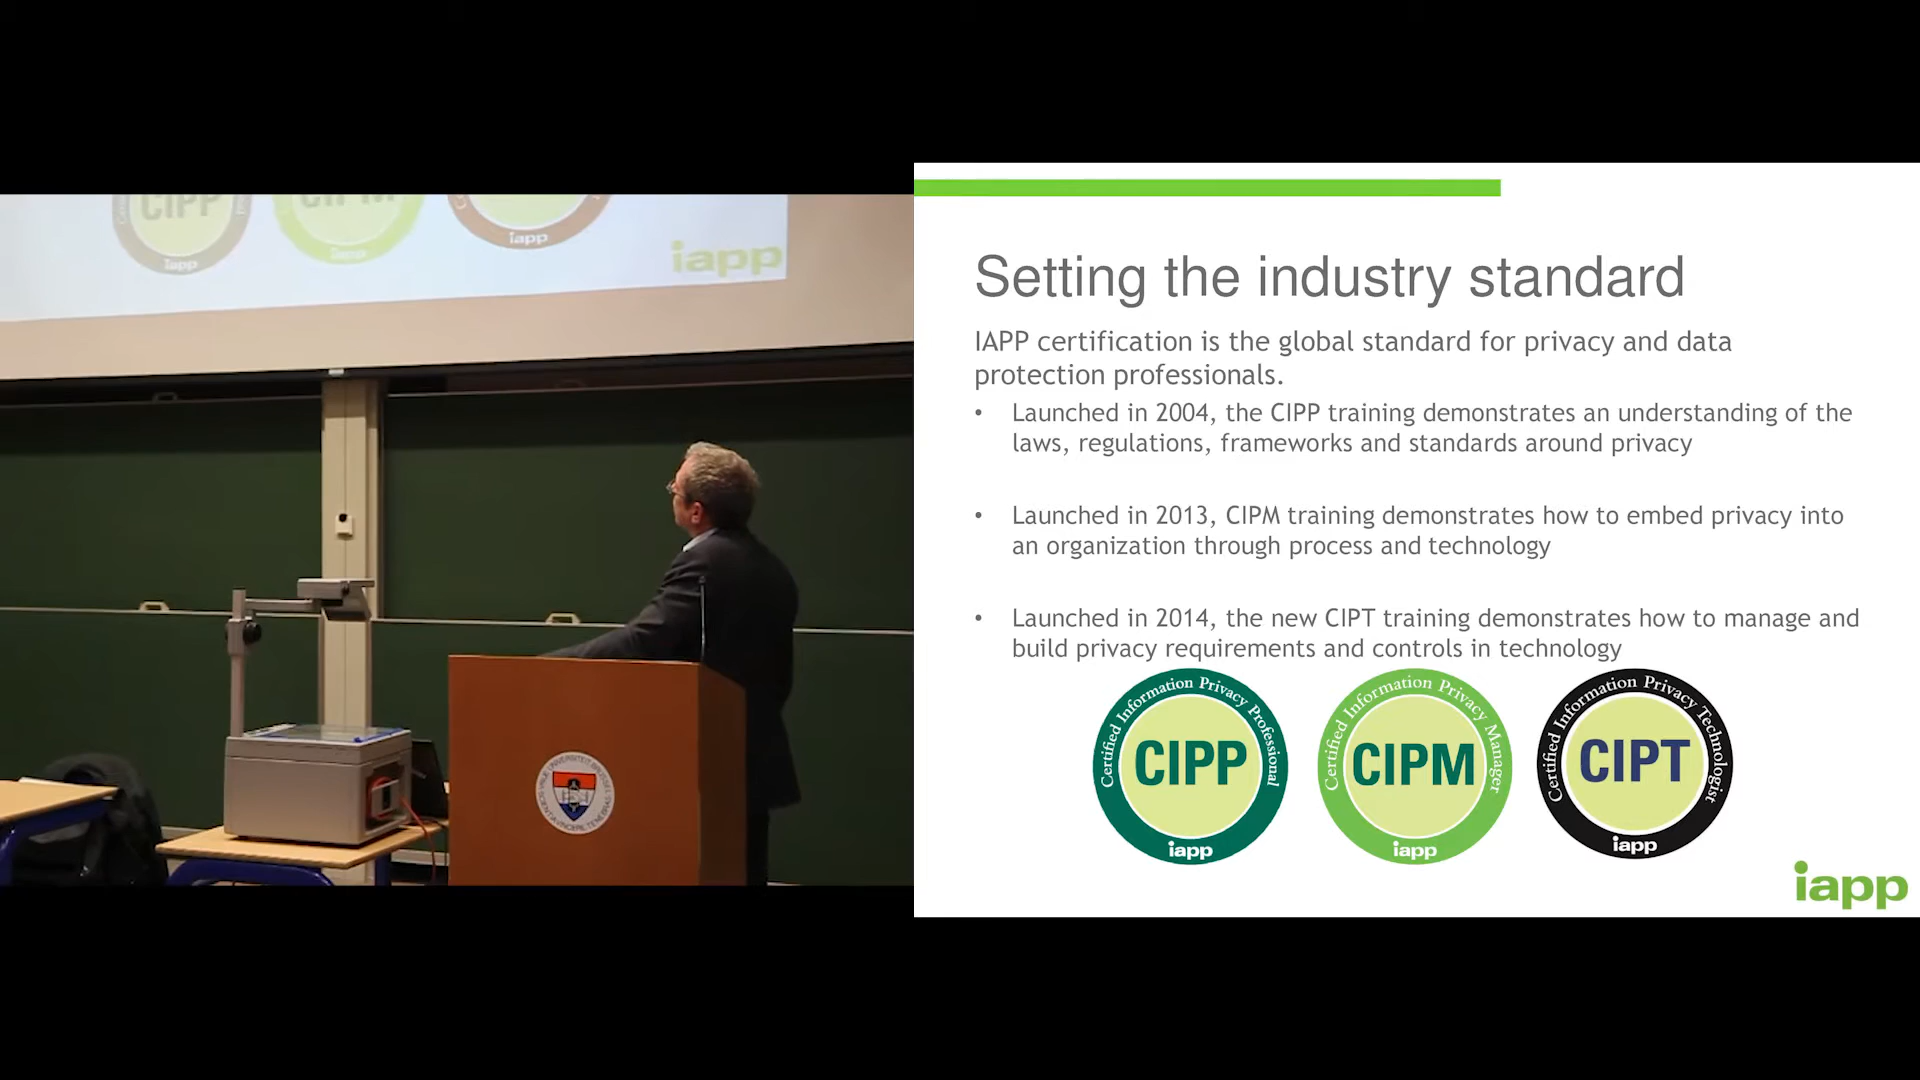 CIPP
CIPM
iapp
iapp
iapp
Setting the industry standard
IAPP certification is the global standard for privacy and data
protection professionals.
• Launched in 2004, the CIPP training demonstrates an understanding of the
laws, regulations, frameworks and standards around privacy
• Launched in 2013, CIPM training demonstrates how to embed privacy into
an organization through process and technology
• Launched in 2014, the new CIPT training demonstrates how to manage and
build privacy requirements and controls in technology
Certified Information Privacy Professional
CIPP
iapp
Certified Information Privacy Manager
CIPM
iapp
Certified Information Privacy Technologist
CIPT
iapp
iapp